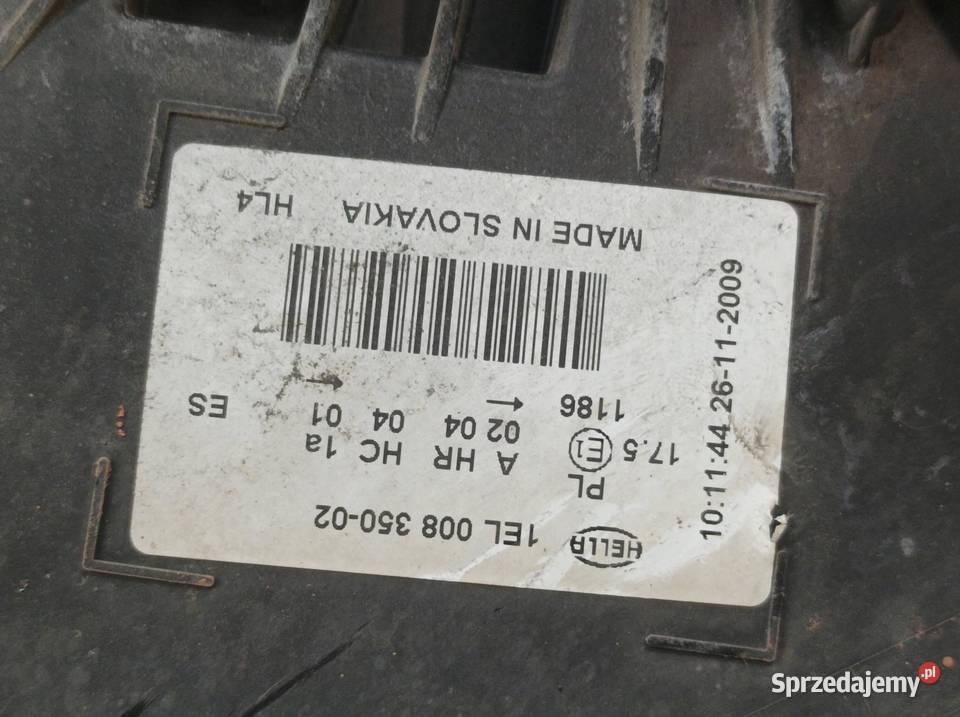 HELLA 1EL 008 350-02
PL
17.5 E1 A HR HC 1a
02 04 04 01
1186 ← → ES
MADE IN SLOVAKIA HL4
10:11:44 26-11-2009
Sprzedajemy.pl